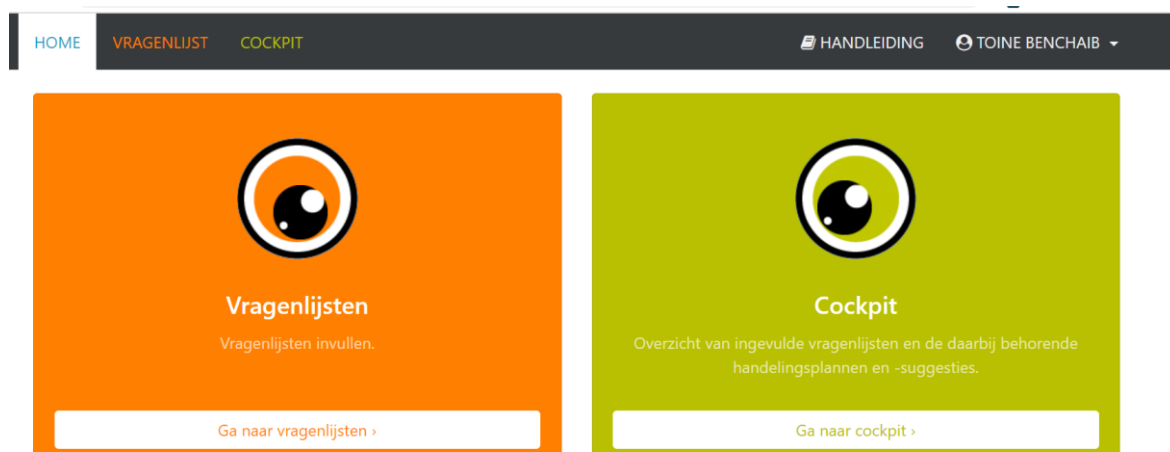 HOME VRAGENLIJST COCKPIT HANDLEIDING TOINE BENCHAIB
Vragenlijsten
Vragenlijsten invullen.
Ga naar vragenlijsten ›
Cockpit
Overzicht van ingevulde vragenlijsten en de daarbij behorende
handelingsplannen en -suggesties.
Ga naar cockpit ›